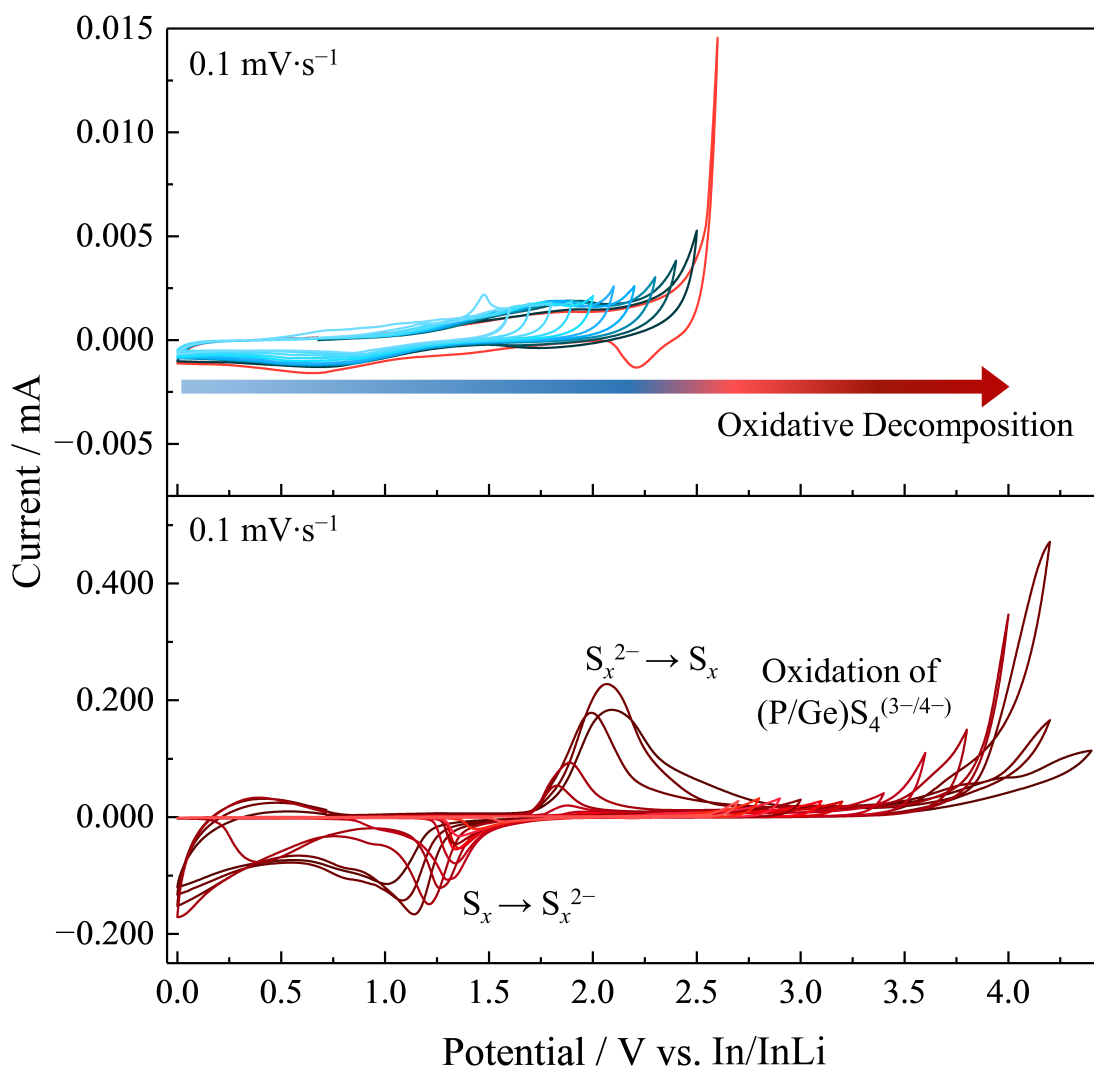 0.015
0.1 mV·s⁻¹
0.010
0.005
0.000
−0.005
Oxidative Decomposition
Current / mA
0.1 mV·s⁻¹
0.400
0.200
0.000
−0.200
Sₓ²⁻ → Sₓ
Oxidation of
(P/Ge)S₄⁽³⁻/⁴⁻⁾
Sₓ → Sₓ²⁻
0.0 0.5 1.0 1.5 2.0 2.5 3.0 3.5 4.0
Potential / V vs. In/InLi